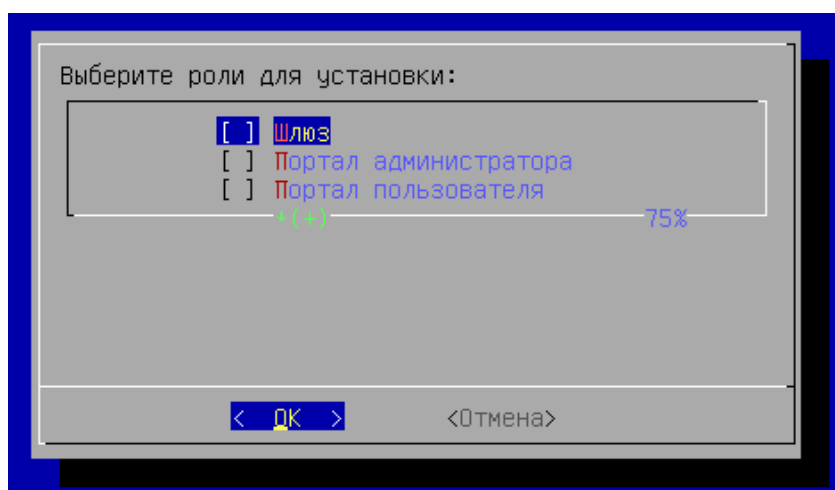 Выберите роли для установки:
[ ] Шлюз
[ ] Портал администратора
[ ] Портал пользователя
↓(+) 75%
< OK > <Отмена>